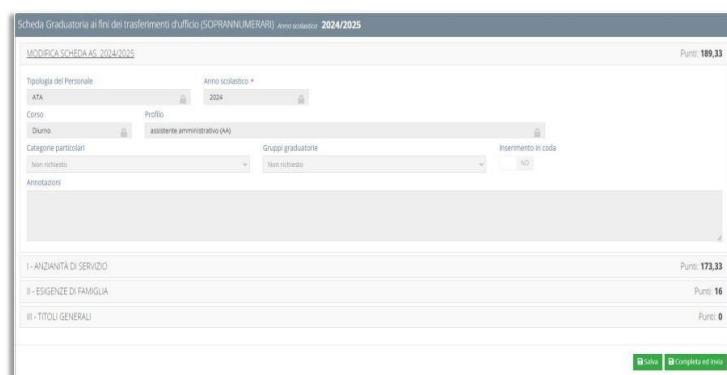 Scheda Graduatoria ai fini dei trasferimenti d'ufficio (SOPRANNUMERARI) Anno scolastico 2024/2025
MODIFICA SCHEDA AS. 2024/2025 Punti: 189,33
Tipologia del Personale Anno scolastico *
ATA 2024
Corso Profilo
Diurno assistente amministrativo (AA)
Categorie particolari Gruppi graduatorie Inserimento in coda
Non richiesto Non richiesto NO
Annotazioni
I - ANZIANITÀ DI SERVIZIO Punti: 173,33
II - ESIGENZE DI FAMIGLIA Punti: 16
III - TITOLI GENERALI Punti: 0
Salva Completa ed invia